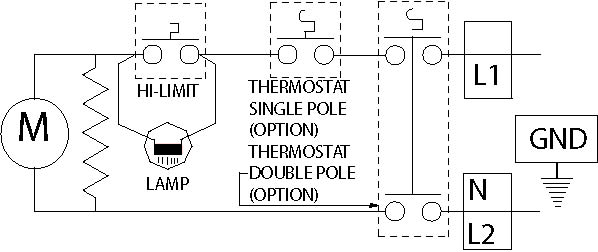 HI-LIMIT
THERMOSTAT
SINGLE POLE
(OPTION)
THERMOSTAT
DOUBLE POLE
(OPTION)
L1
M
LAMP
GND
N
L2